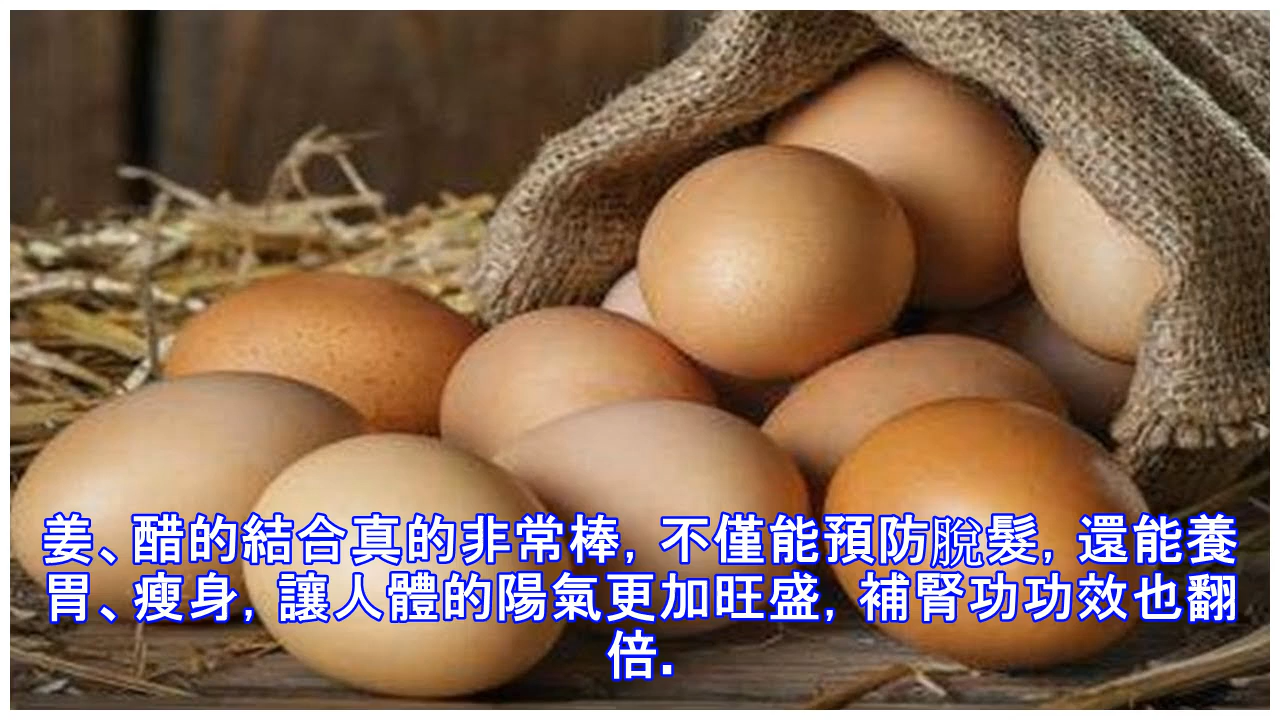 姜、醋的結合真的非常棒, 不僅能預防脫髮, 還能養
胃、瘦身, 讓人體的陽氣更加旺盛, 補腎功功效也翻
倍.